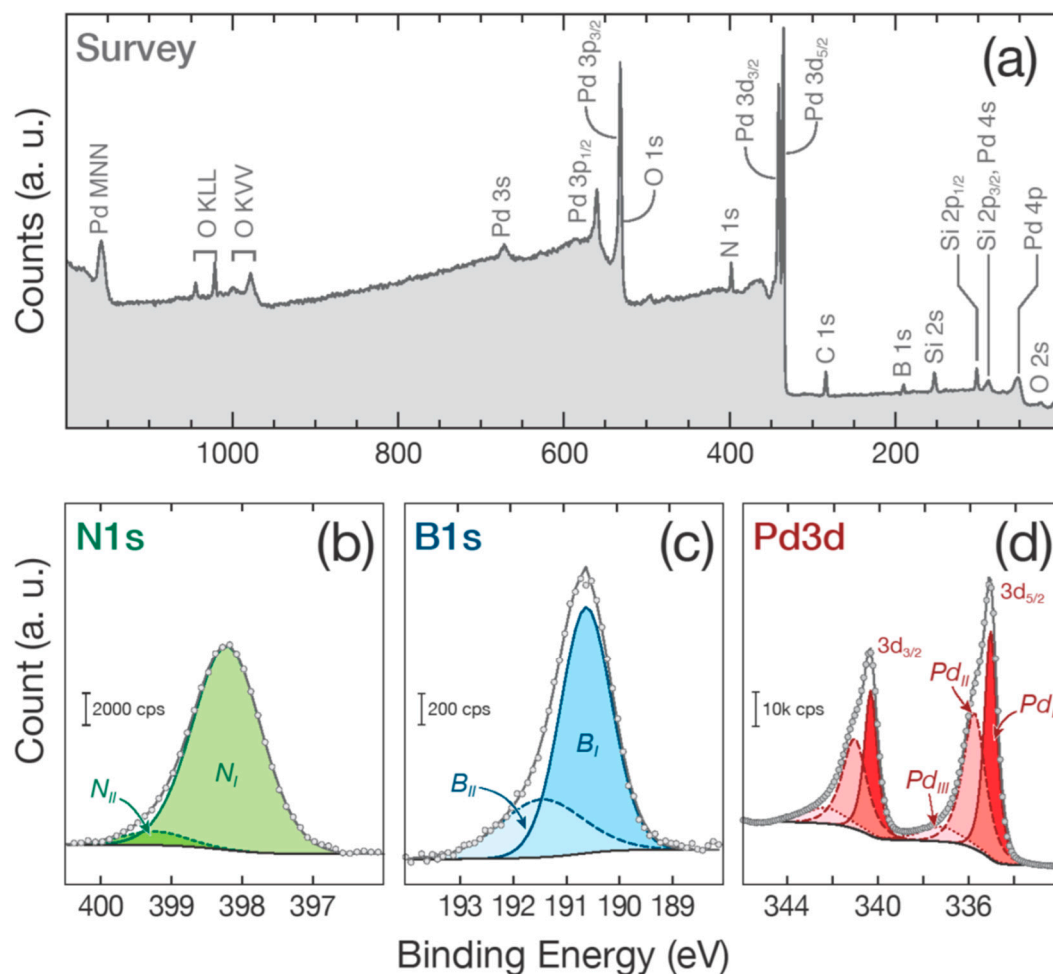 Survey
(a)
Counts (a. u.)
Pd MNN
O KLL
O KVV
Pd 3s
Pd 3p1/2
Pd 3p3/2
O 1s
N 1s
Pd 3d3/2
Pd 3d5/2
C 1s
B 1s
Si 2s
Si 2p1/2
Si 2p3/2, Pd 4s
Pd 4p
O 2s
1000 800 600 400 200
N1s
(b)
Count (a. u.)
2000 cps
NII
NI
400 399 398 397
B1s
(c)
200 cps
BII
BI
193 192 191 190 189
Pd3d
(d)
3d5/2
3d3/2
10k cps
PdII
PdI
PdIII
344 340 336
Binding Energy (eV)